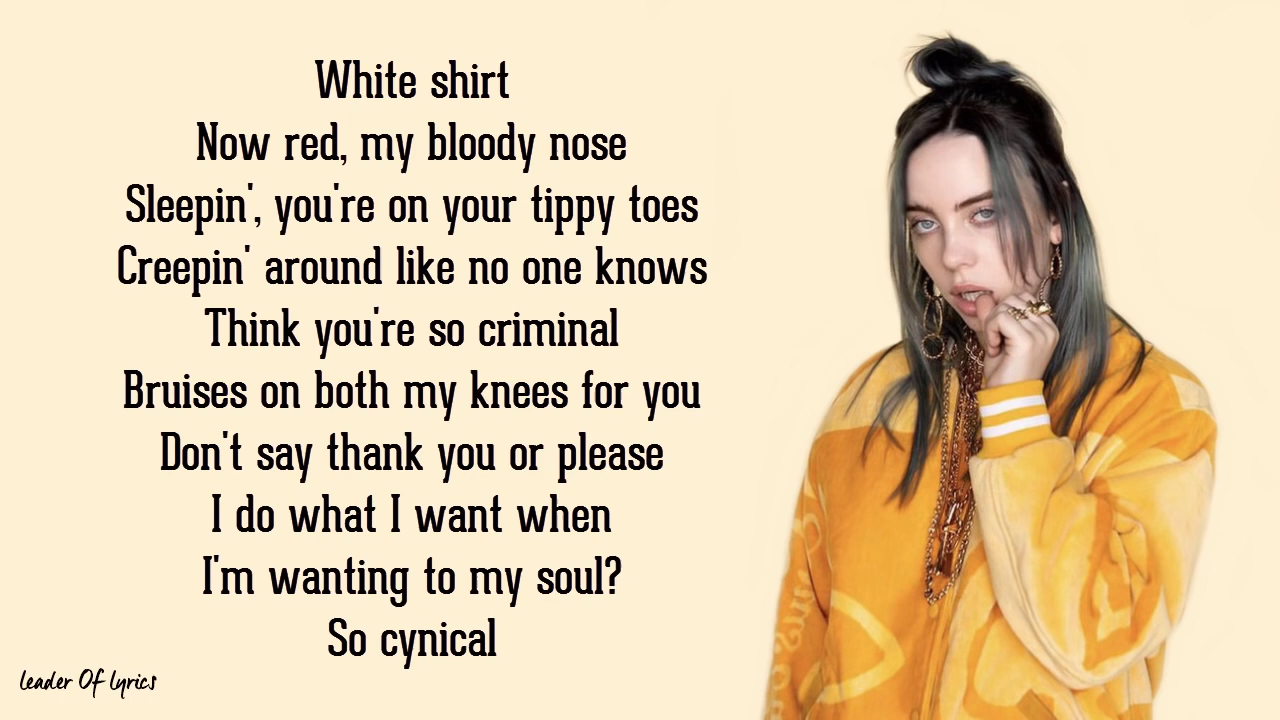 White shirt
Now red, my bloody nose
Sleepin', you're on your tippy toes
Creepin' around like no one knows
Think you're so criminal
Bruises on both my knees for you
Don't say thank you or please
I do what I want when
I'm wanting to my soul?
So cynical
Leader Of Lyrics